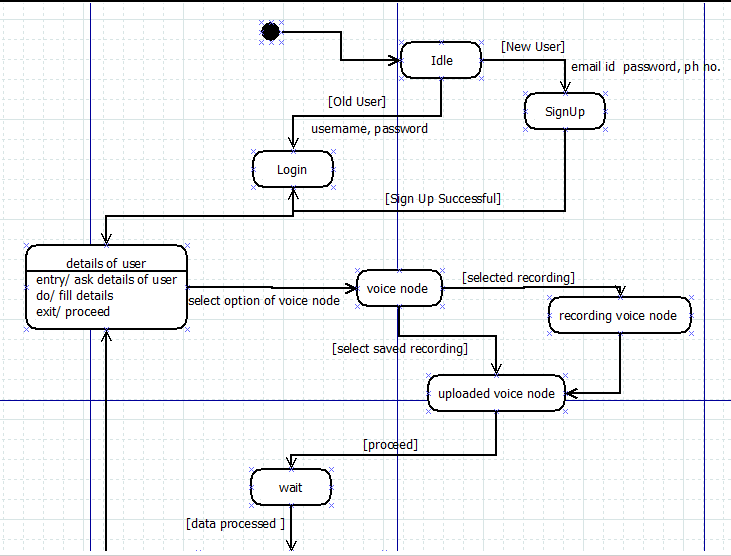 [New User]
Idle
email id  password, ph no.
[Old User]
SignUp
username, password
Login
[Sign Up Successful]
details of user
entry/ ask details of user
do/ fill details
exit/ proceed
select option of voice node
voice node
[selected recording]
recording voice node
[select saved recording]
uploaded voice node
[proceed]
wait
[data processed ]